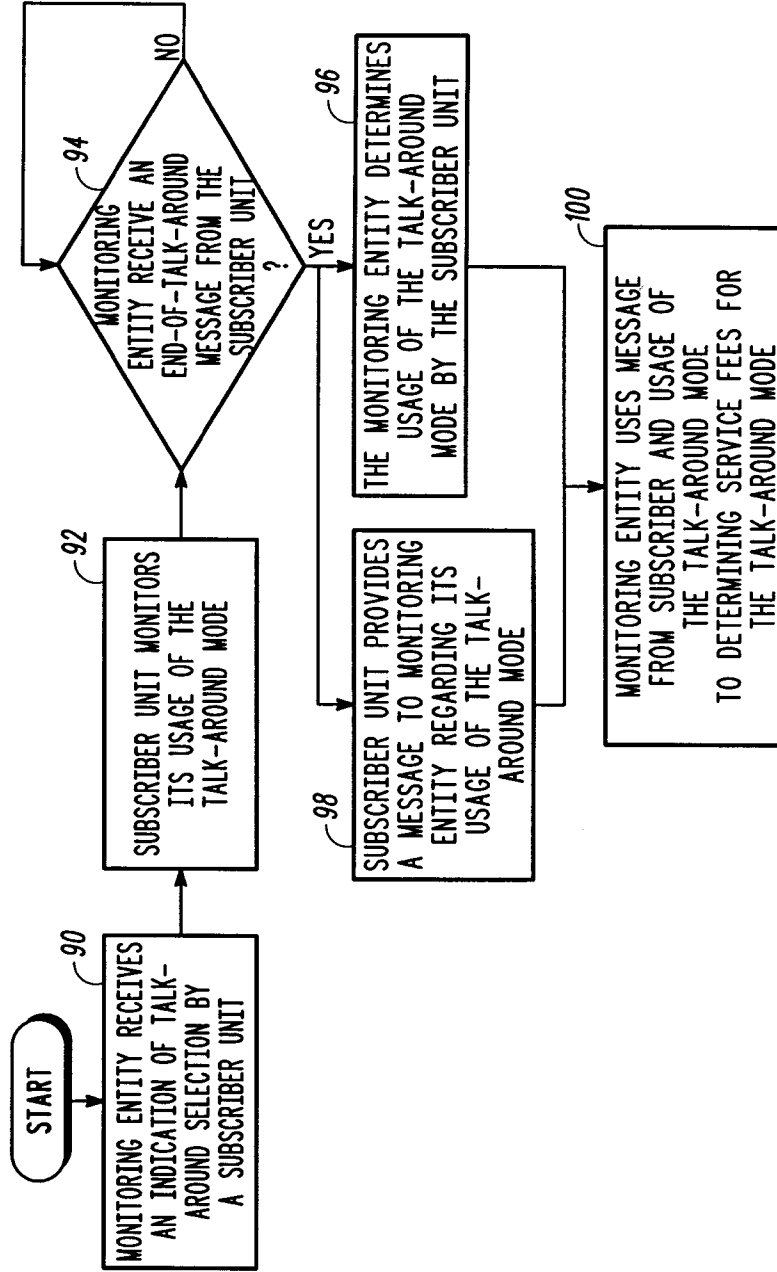 START
90
MONITORING ENTITY RECEIVES
AN INDICATION OF TALK-
AROUND SELECTION BY
A SUBSCRIBER UNIT
92
SUBSCRIBER UNIT MONITORS
ITS USAGE OF THE
TALK-AROUND MODE
94
MONITORING
ENTITY RECEIVE AN
END-OF-TALK-AROUND
MESSAGE FROM THE
SUBSCRIBER UNIT
?
NO
YES
96
THE MONITORING ENTITY DETERMINES
USAGE OF THE TALK-AROUND
MODE BY THE SUBSCRIBER UNIT
98
SUBSCRIBER UNIT PROVIDES
A MESSAGE TO MONITORING
ENTITY REGARDING ITS
USAGE OF THE TALK-
AROUND MODE
100
MONITORING ENTITY USES MESSAGE
FROM SUBSCRIBER AND USAGE OF
THE TALK-AROUND MODE
TO DETERMINING SERVICE FEES FOR
THE TALK-AROUND MODE